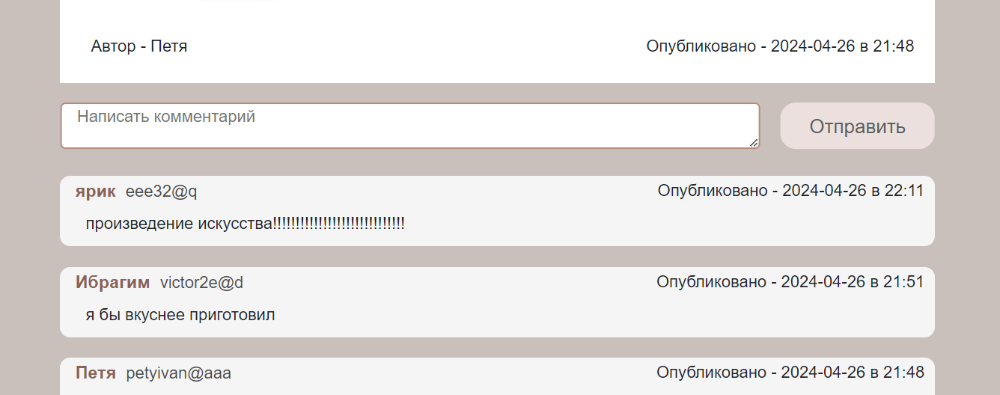 Автор - Петя Опубликовано - 2024-04-26 в 21:48
Написать комментарий Отправить
ярик eee32@q Опубликовано - 2024-04-26 в 22:11
произведение искусства!!!!!!!!!!!!!!!!!!!!!!!!!!!!!
Ибрагим victor2e@d Опубликовано - 2024-04-26 в 21:51
я бы вкуснее приготовил
Петя petyivan@aaa Опубликовано - 2024-04-26 в 21:48